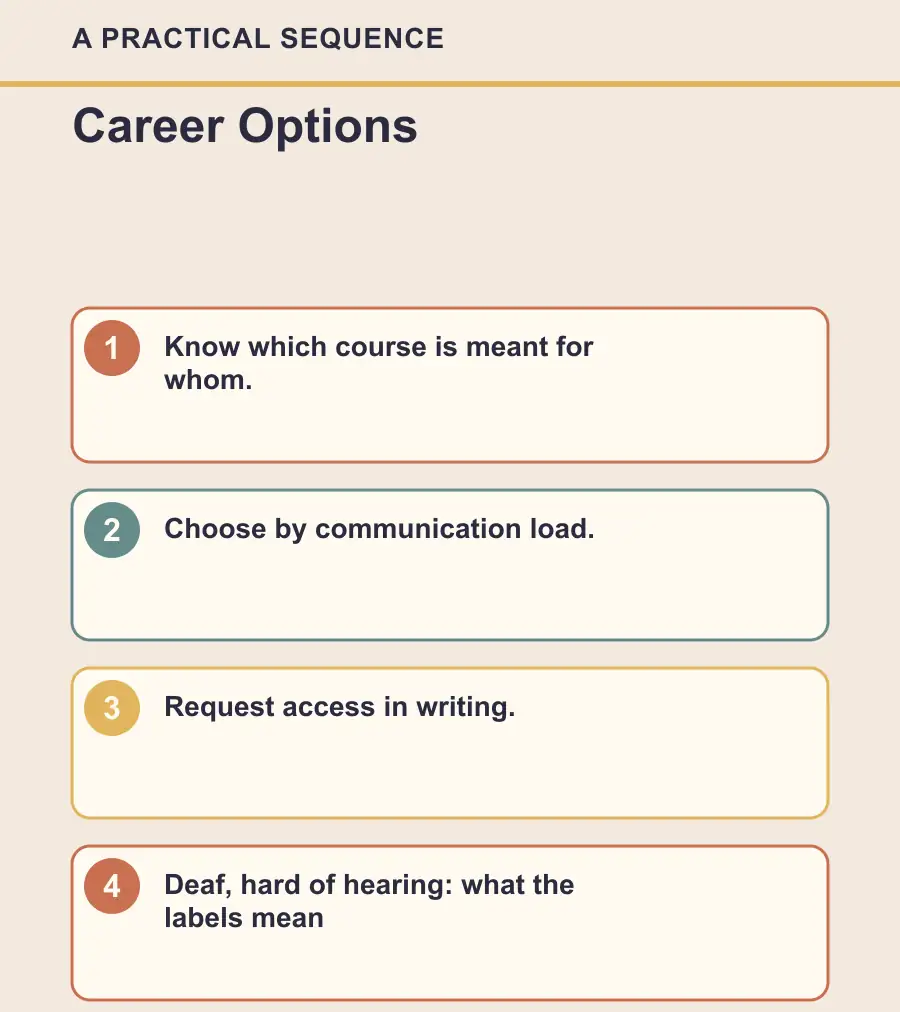 A PRACTICAL SEQUENCE
Career Options
1
Know which course is meant for
whom.
2
Choose by communication load.
3
Request access in writing.
4
Deaf, hard of hearing: what the
labels mean